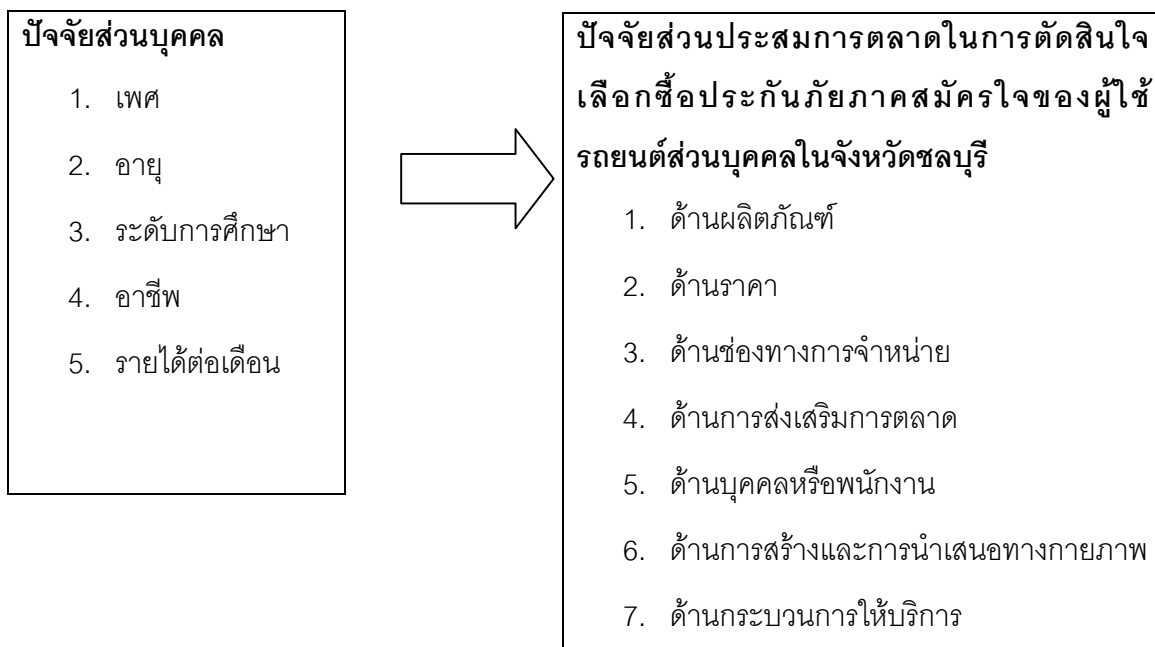 ปัจจัยส่วนบุคคล
1. เพศ
2. อายุ
3. ระดับการศึกษา
4. อาชีพ
5. รายได้ต่อเดือน
ปัจจัยส่วนประสมการตลาดในการตัดสินใจ
เลือกซื้อประกันภัยภาคสมัครใจของผู้ใช้
รถยนต์ส่วนบุคคลในจังหวัดชลบุรี
1. ด้านผลิตภัณฑ์
2. ด้านราคา
3. ด้านช่องทางการจำหน่าย
4. ด้านการส่งเสริมการตลาด
5. ด้านบุคคลหรือพนักงาน
6. ด้านการสร้างและการนำเสนอทางกายภาพ
7. ด้านกระบวนการให้บริการ